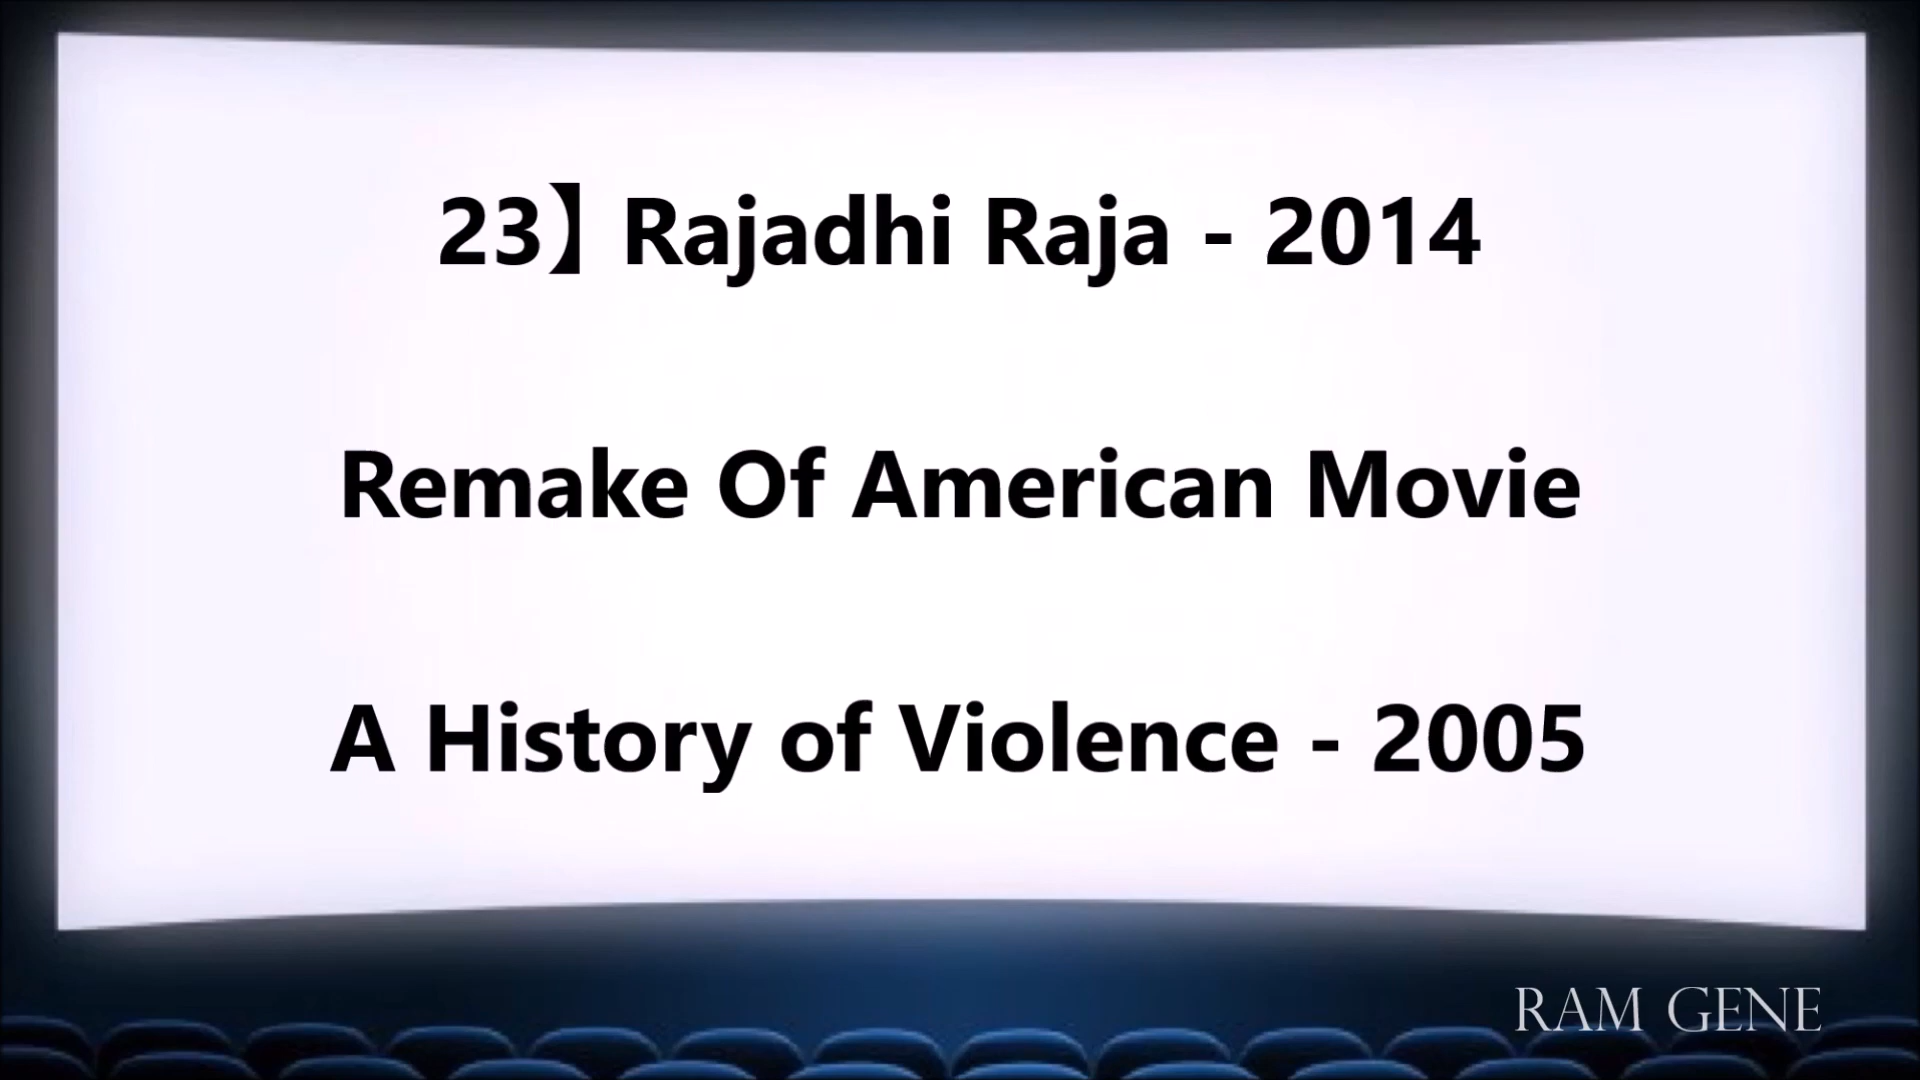 23】 Rajadhi Raja - 2014
Remake Of American Movie
A History of Violence - 2005
RAM GENE